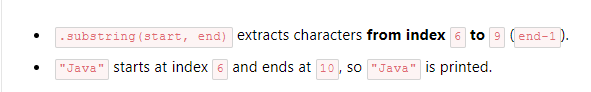 • .substring(start, end) extracts characters from index 6 to 9 (end-1).
• "Java" starts at index 6 and ends at 10, so "Java" is printed.